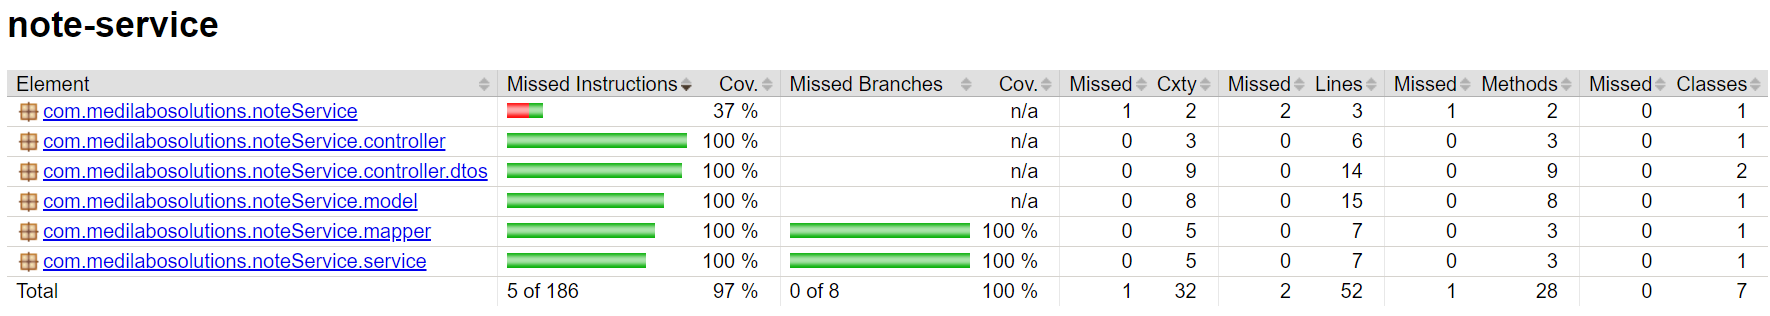 note-service
Element Missed Instructions Cov. Missed Branches Cov. Missed Cxty Missed Lines Missed Methods Missed Classes
com.medilabosolutions.noteService 37 % n/a 1 2 2 3 1 2 0 1
com.medilabosolutions.noteService.controller 100 % n/a 0 3 0 6 0 3 0 1
com.medilabosolutions.noteService.controller.dtos 100 % n/a 0 9 0 14 0 9 0 2
com.medilabosolutions.noteService.model 100 % n/a 0 8 0 15 0 8 0 1
com.medilabosolutions.noteService.mapper 100 % 100 % 0 5 0 7 0 3 0 1
com.medilabosolutions.noteService.service 100 % 100 % 0 5 0 7 0 3 0 1
Total 5 of 186 97 % 0 of 8 100 % 1 32 2 52 1 28 0 7